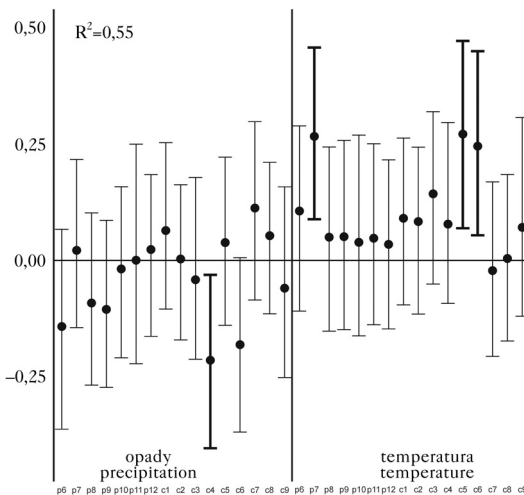 0,50
R²=0,55
0,25
0,00
–0,25
opady
precipitation
temperatura
temperature
p6 p7 p8 p9 p10 p11 p12 c1 c2 c3 c4 c5 c6 c7 c8 c9 p6 p7 p8 p9 p10 p11 p12 c1 c2 c3 c4 c5 c6 c7 c8 c9